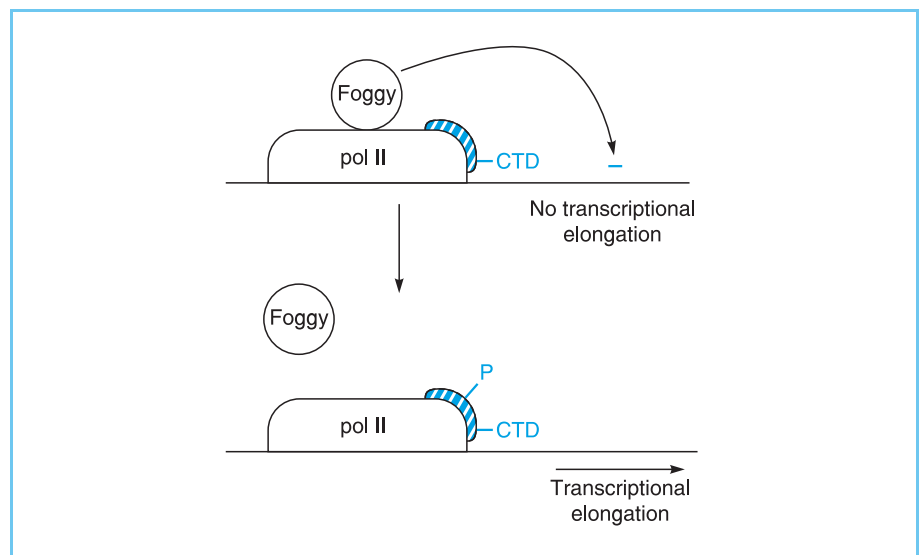 Foggy
pol II
CTD
–
No transcriptional
elongation
Foggy
P
pol II
CTD
Transcriptional
elongation